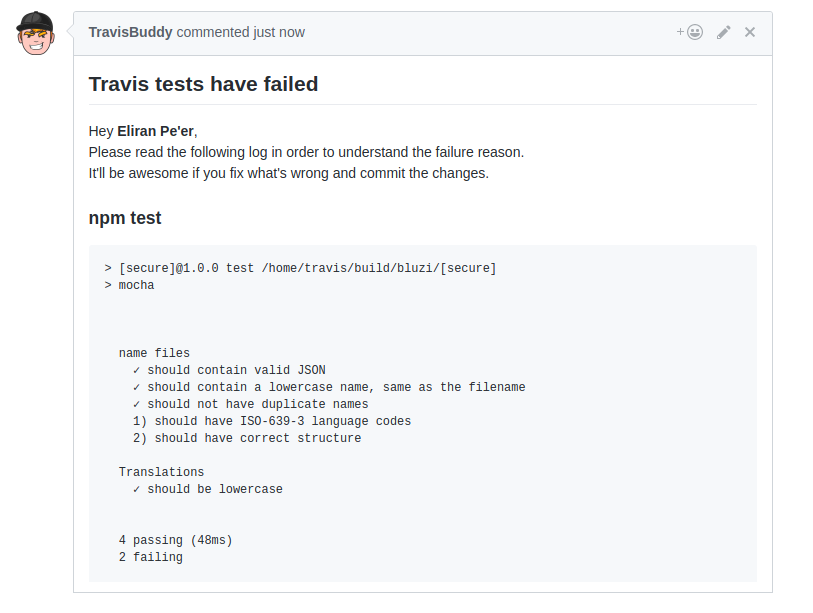 TravisBuddy commented just now
Travis tests have failed
Hey Eliran Pe'er,
Please read the following log in order to understand the failure reason.
It'll be awesome if you fix what's wrong and commit the changes.
npm test
> [secure]@1.0.0 test /home/travis/build/bluzi/[secure]
> mocha
name files
✓ should contain valid JSON
✓ should contain a lowercase name, same as the filename
✓ should not have duplicate names
1) should have ISO-639-3 language codes
2) should have correct structure
Translations
✓ should be lowercase
4 passing (48ms)
2 failing